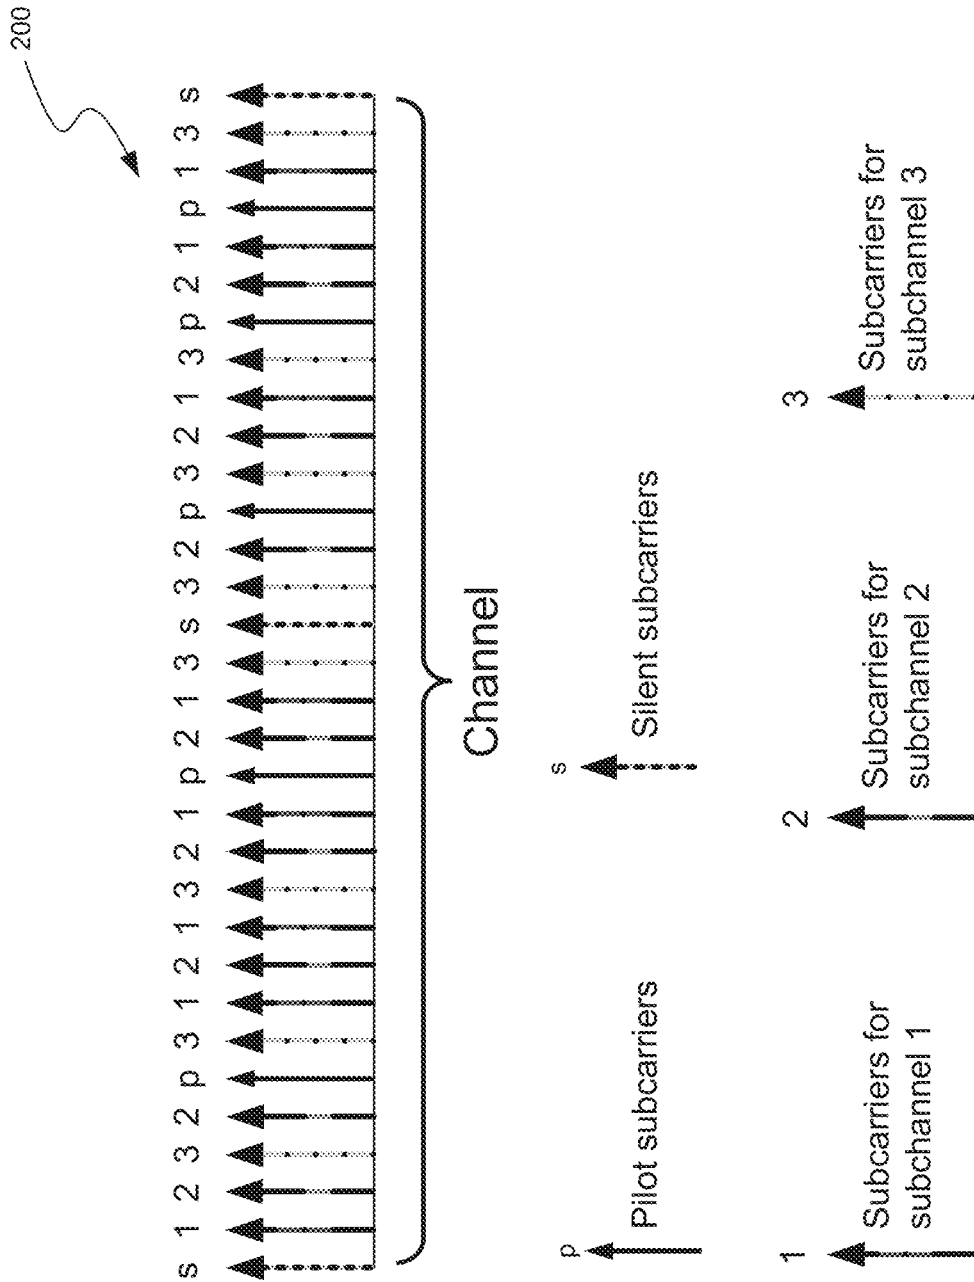 200
s 1 2 3 2 p 3 1 2 1 3 2 1 p 2 1 3 s 3 2 p 3 2 1 3 p 2 1 p 1 3 s
Channel
p
Pilot subcarriers
s
Silent subcarriers
1
Subcarriers for
subchannel 1
2
Subcarriers for
subchannel 2
3
Subcarriers for
subchannel 3